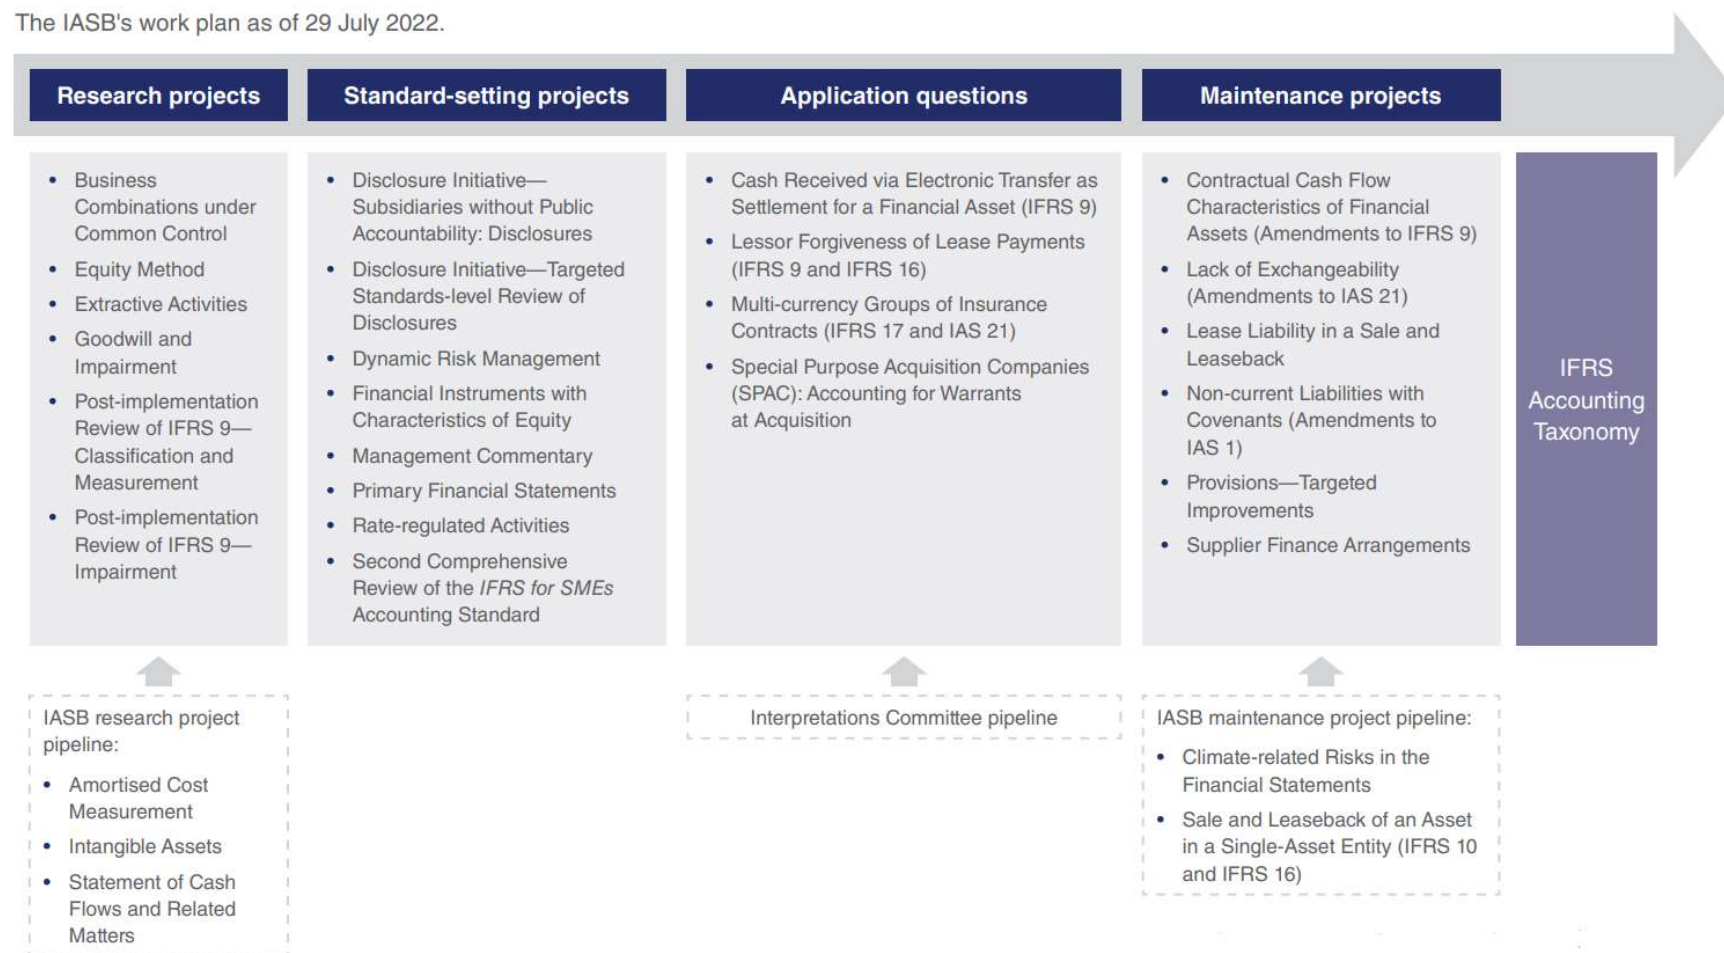 The IASB's work plan as of 29 July 2022.
Research projects
Standard-setting projects
Application questions
Maintenance projects
• Business
Combinations under
Common Control
• Equity Method
• Extractive Activities
• Goodwill and
Impairment
• Post-implementation
Review of IFRS 9—
Classification and
Measurement
• Post-implementation
Review of IFRS 9—
Impairment
• Disclosure Initiative—
Subsidiaries without Public
Accountability: Disclosures
• Disclosure Initiative—Targeted
Standards-level Review of
Disclosures
• Dynamic Risk Management
• Financial Instruments with
Characteristics of Equity
• Management Commentary
• Primary Financial Statements
• Rate-regulated Activities
• Second Comprehensive
Review of the IFRS for SMEs
Accounting Standard
• Cash Received via Electronic Transfer as
Settlement for a Financial Asset (IFRS 9)
• Lessor Forgiveness of Lease Payments
(IFRS 9 and IFRS 16)
• Multi-currency Groups of Insurance
Contracts (IFRS 17 and IAS 21)
• Special Purpose Acquisition Companies
(SPAC): Accounting for Warrants
at Acquisition
• Contractual Cash Flow
Characteristics of Financial
Assets (Amendments to IFRS 9)
• Lack of Exchangeability
(Amendments to IAS 21)
• Lease Liability in a Sale and
Leaseback
• Non-current Liabilities with
Covenants (Amendments to
IAS 1)
• Provisions—Targeted
Improvements
• Supplier Finance Arrangements
IFRS
Accounting
Taxonomy
IASB research project
pipeline:
• Amortised Cost
Measurement
• Intangible Assets
• Statement of Cash
Flows and Related
Matters
Interpretations Committee pipeline
IASB maintenance project pipeline:
• Climate-related Risks in the
Financial Statements
• Sale and Leaseback of an Asset
in a Single-Asset Entity (IFRS 10
and IFRS 16)